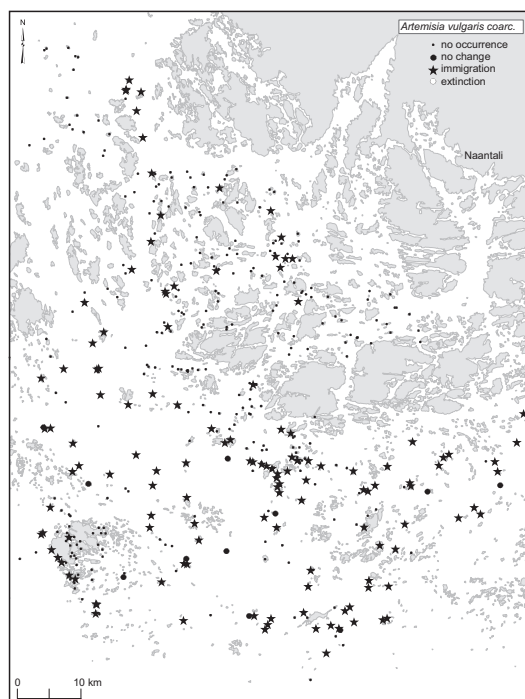 N
Artemisia vulgaris coarc.
no occurrence
no change
immigration
extinction
Naantali
0 10 km